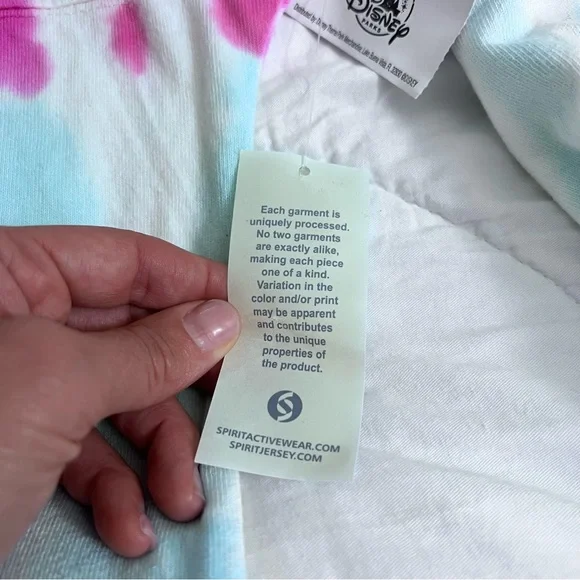 Disney
PARKS
Each garment is
uniquely processed.
No two garments
are exactly alike,
making each piece
one of a kind.
Variation in the
color and/or print
may be apparent
and contributes
to the unique
properties of
the product.
SPIRITACTIVEWEAR.COM
SPIRITJERSEY.COM